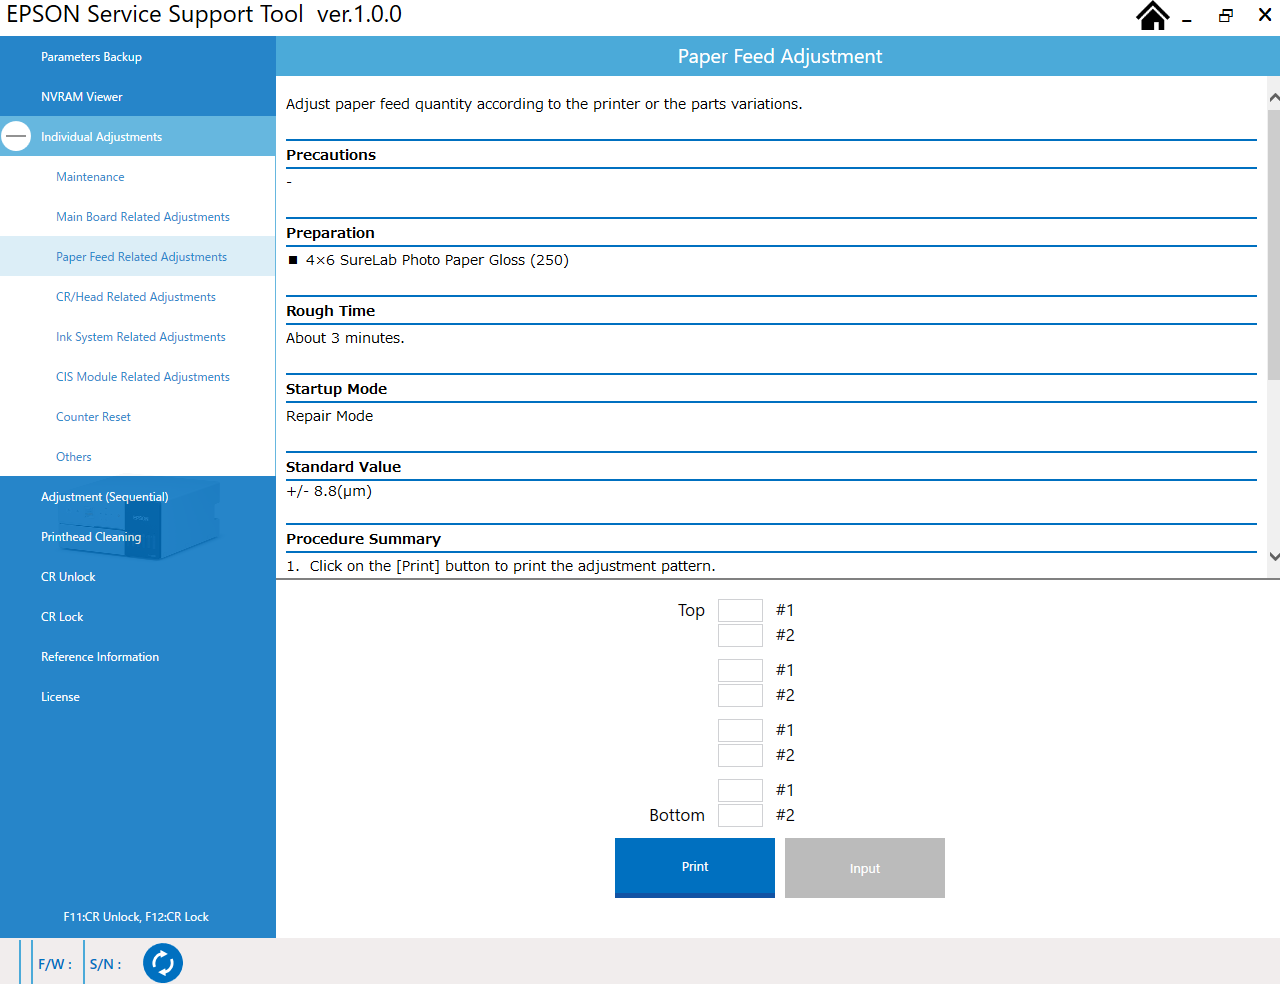 EPSON Service Support Tool  ver.1.0.0
Parameters Backup
NVRAM Viewer
Individual Adjustments
Maintenance
Main Board Related Adjustments
Paper Feed Related Adjustments
CR/Head Related Adjustments
Ink System Related Adjustments
CIS Module Related Adjustments
Counter Reset
Others
Adjustment (Sequential)
Printhead Cleaning
CR Unlock
CR Lock
Reference Information
License
F11:CR Unlock, F12:CR Lock
Paper Feed Adjustment
Adjust paper feed quantity according to the printer or the parts variations.
Precautions
-
Preparation
■ 4×6 SureLab Photo Paper Gloss (250)
Rough Time
About 3 minutes.
Startup Mode
Repair Mode
Standard Value
+/- 8.8(µm)
Procedure Summary
1. Click on the [Print] button to print the adjustment pattern.
Top #1
#2
#1
#2
#1
#2
#1
Bottom #2
Print Input
F/W : S/N :